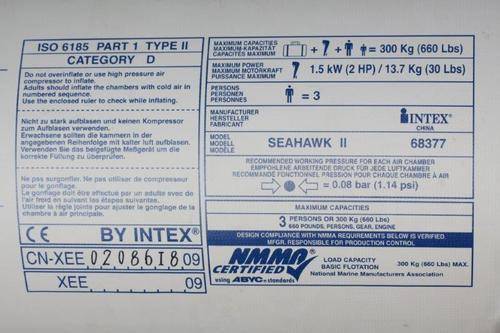 ISO 6185 PART 1 TYPE II
CATEGORY D
Do not overinflate or use high pressure air
compressor to inflate.
Adults should inflate the chambers with cold air in
numbered sequence.
Use the enclosed ruler to check while inflating.
Nicht zu stark aufblasen und keinen Kompressor
zum Aufblasen verwenden.
Erwachsene sollten die kammern in der
angegebenen Reihenfolge mit kalter luft aufblasen.
Verwenden Sie das beigefügte Meßgerät um die
korrekte Füllung zu überprüfen.
Ne pas surgonfler. Ne pas utiliser de compresseur
pour le gonflage.
Le gonflage doit être effectué par un adulte avec de
l'air froid en suivant les étapes suivantes.
Utiliser la règle jointe pour ajuster le gonglage de la
chambre à air principale.
CE BY INTEX®
CN-XEE 0208618 09
XEE 09
MAXIMUM CAPACITIES
MAXIMUM-KAPAZITÄT
CAPACITÉS MAXIMUM
+ + = 300 Kg (660 Lbs)
MAXIMUM POWER
MAXIMUM MOTORKRAFT
PUISSANCE MAXIMUM
1.5 kW (2 HP) / 13.7 Kg (30 Lbs)
PERSONS
PERSONEN
PERSONNES
= 3
MANUFACTURER
HERSTELLER
FABRICANT
INTEX®
CHINA
MODEL
MODELL
MODÈLE
SEAHAWK II 68377
RECOMMENDED WORKING PRESSURE FOR EACH AIR CHAMBER
EMPFOHLENE ARBEITEDRUCK FÜR JEDE LUFTKAMMER
RECOMMANDÉ FONCTIONNEL PRESSION POUR CHAQUE CHAMBRE À AIR
= 0.08 bar (1.14 psi)
MAXIMUM CAPACITIES
3 PERSONS OR 300 Kg (660 Lbs)
660 POUNDS, PERSONS, GEAR, ENGINE
DESIGN COMPLIANCE WITH NMMA REQUIREMENTS BELOW IS VERIFIED.
MFGR. RESPONSIBLE FOR PRODUCTION CONTROL
NMMA
CERTIFIED
using ABYC standards
LOAD CAPACITY
BASIC FLOTATION
300 Kg (660 Lbs) MAX.
National Marine Manufacturers Association